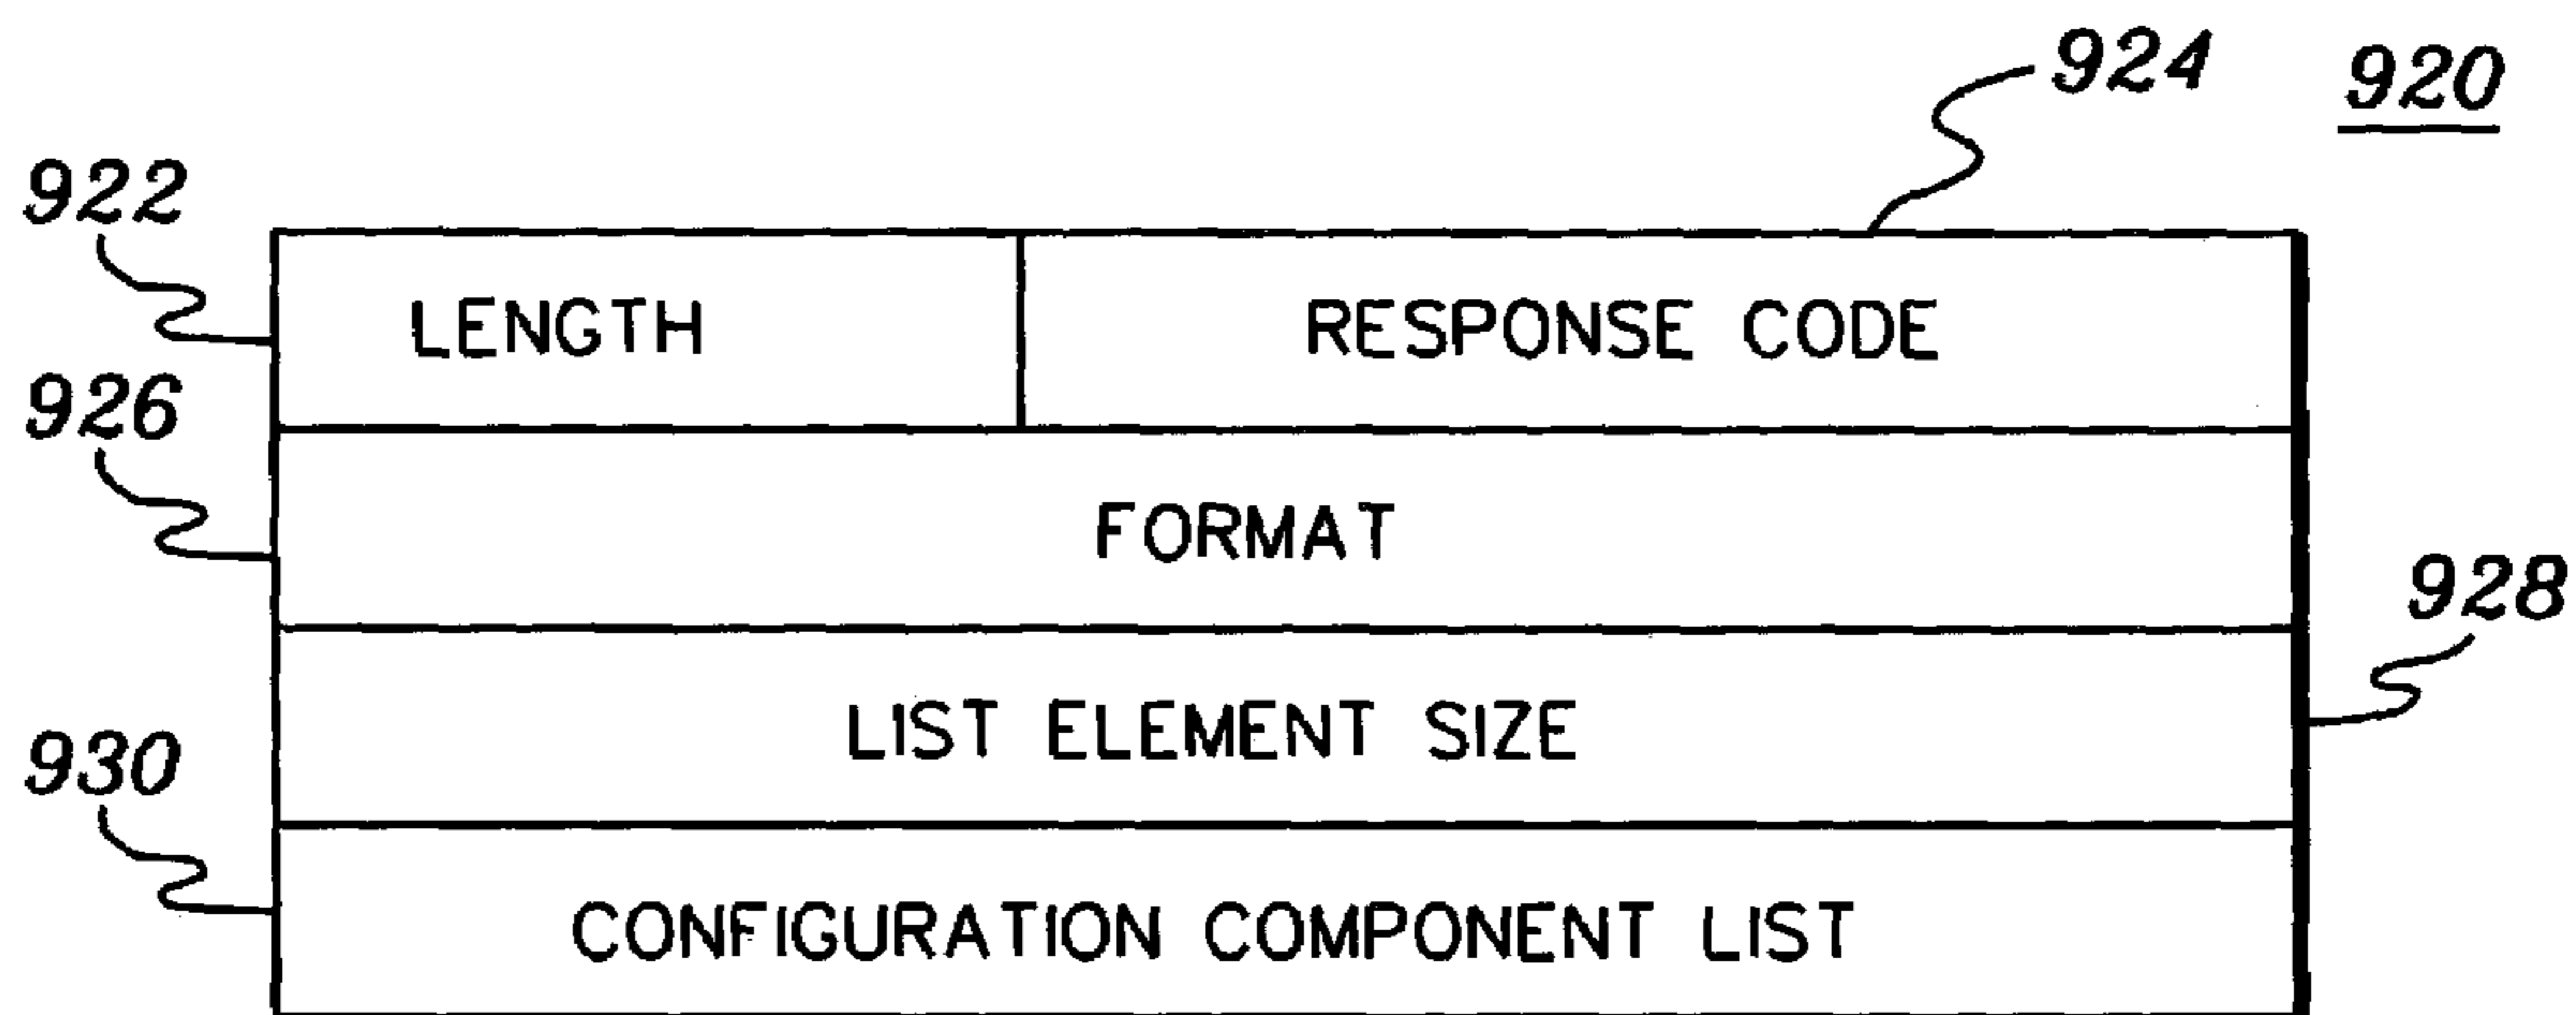 924
920
922
LENGTH RESPONSE CODE
926
FORMAT
928
LIST ELEMENT SIZE
930
CONFIGURATION COMPONENT LIST